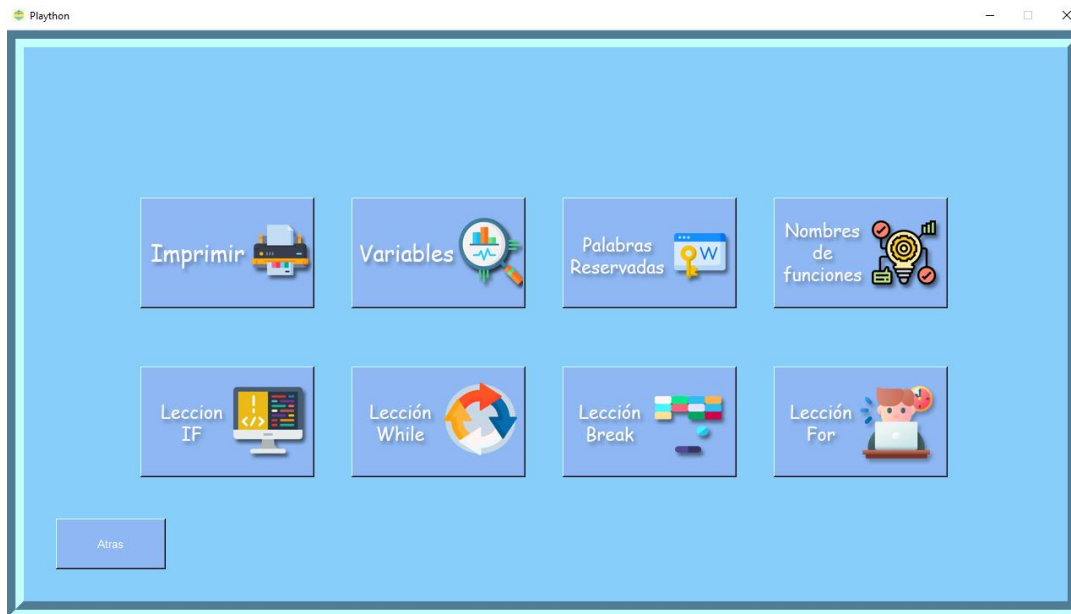 Plaython
Imprimir
Variables
Palabras
Reservadas
W
Nombres
de
funciones
Leccion
IF
Lección
While
Lección
Break
Lección
For
Atras